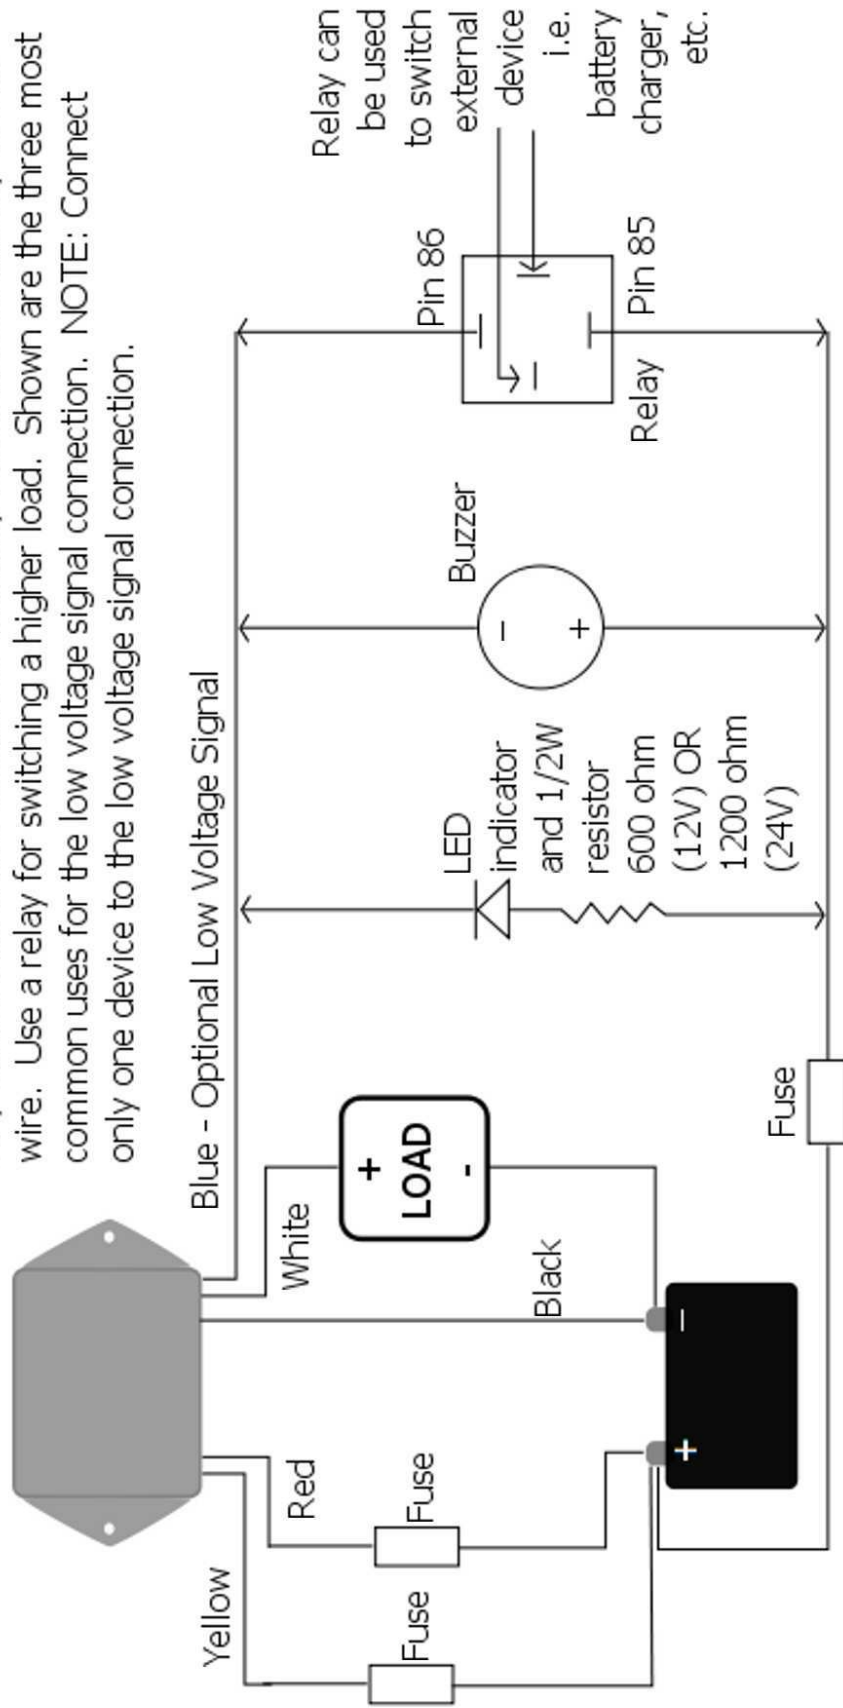 wire. Use a relay for switching a higher load. Shown are the three most
common uses for the low voltage signal connection. NOTE: Connect
only one device to the low voltage signal connection.
Blue - Optional Low Voltage Signal
Yellow
Red
White
Black
Fuse
Fuse
+
LOAD
-
+
−
Fuse
LED
indicator
and 1/2W
resistor
600 ohm
(12V) OR
1200 ohm
(24V)
Buzzer
−
+
Pin 86
Pin 85
Relay
Relay can
be used
to switch
external
device
i.e.
battery
charger,
etc.